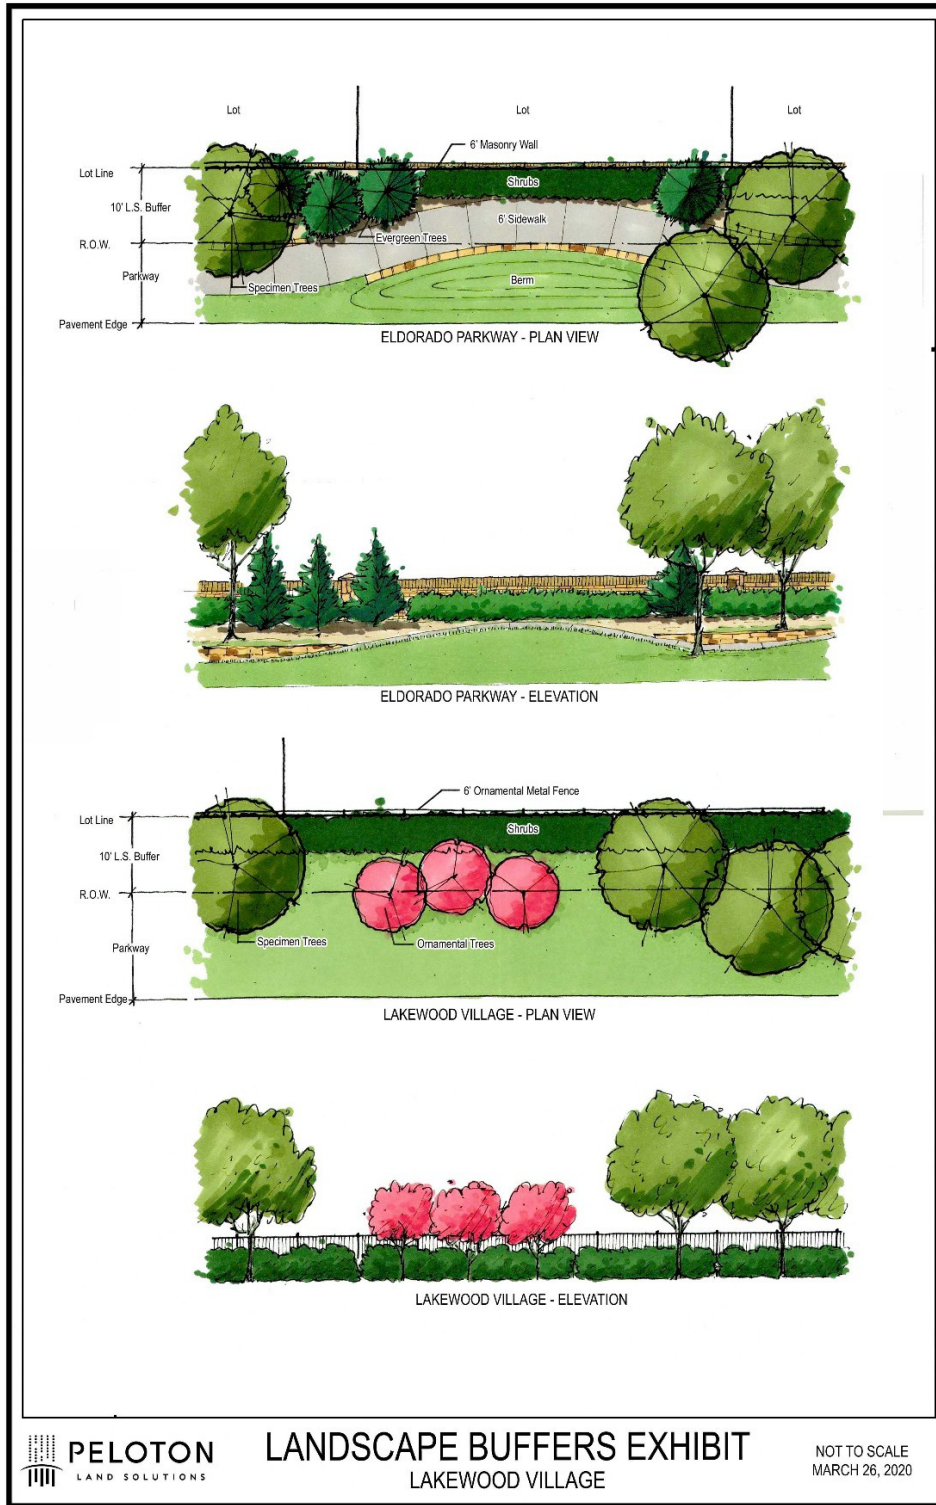 Lot
Lot
Lot
6' Masonry Wall
Lot Line
Shrubs
10' L.S. Buffer
6' Sidewalk
Evergreen Trees
R.O.W.
Parkway
Specimen Trees
Berm
Pavement Edge
ELDORADO PARKWAY - PLAN VIEW
ELDORADO PARKWAY - ELEVATION
6' Ornamental Metal Fence
Lot Line
Shrubs
10' L.S. Buffer
R.O.W.
Specimen Trees
Ornamental Trees
Parkway
Pavement Edge
LAKEWOOD VILLAGE - PLAN VIEW
LAKEWOOD VILLAGE - ELEVATION
PELOTON
LAND SOLUTIONS
LANDSCAPE BUFFERS EXHIBIT
LAKEWOOD VILLAGE
NOT TO SCALE
MARCH 26, 2020